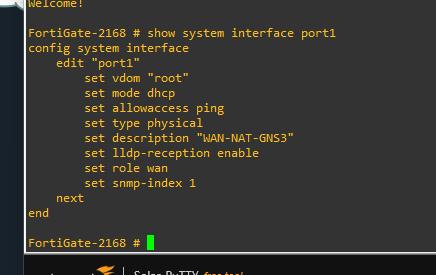 Welcome!
FortiGate-2168 # show system interface port1
config system interface
    edit "port1"
        set vdom "root"
        set mode dhcp
        set allowaccess ping
        set type physical
        set description "WAN-NAT-GNS3"
        set lldp-reception enable
        set role wan
        set snmp-index 1
    next
end
FortiGate-2168 #